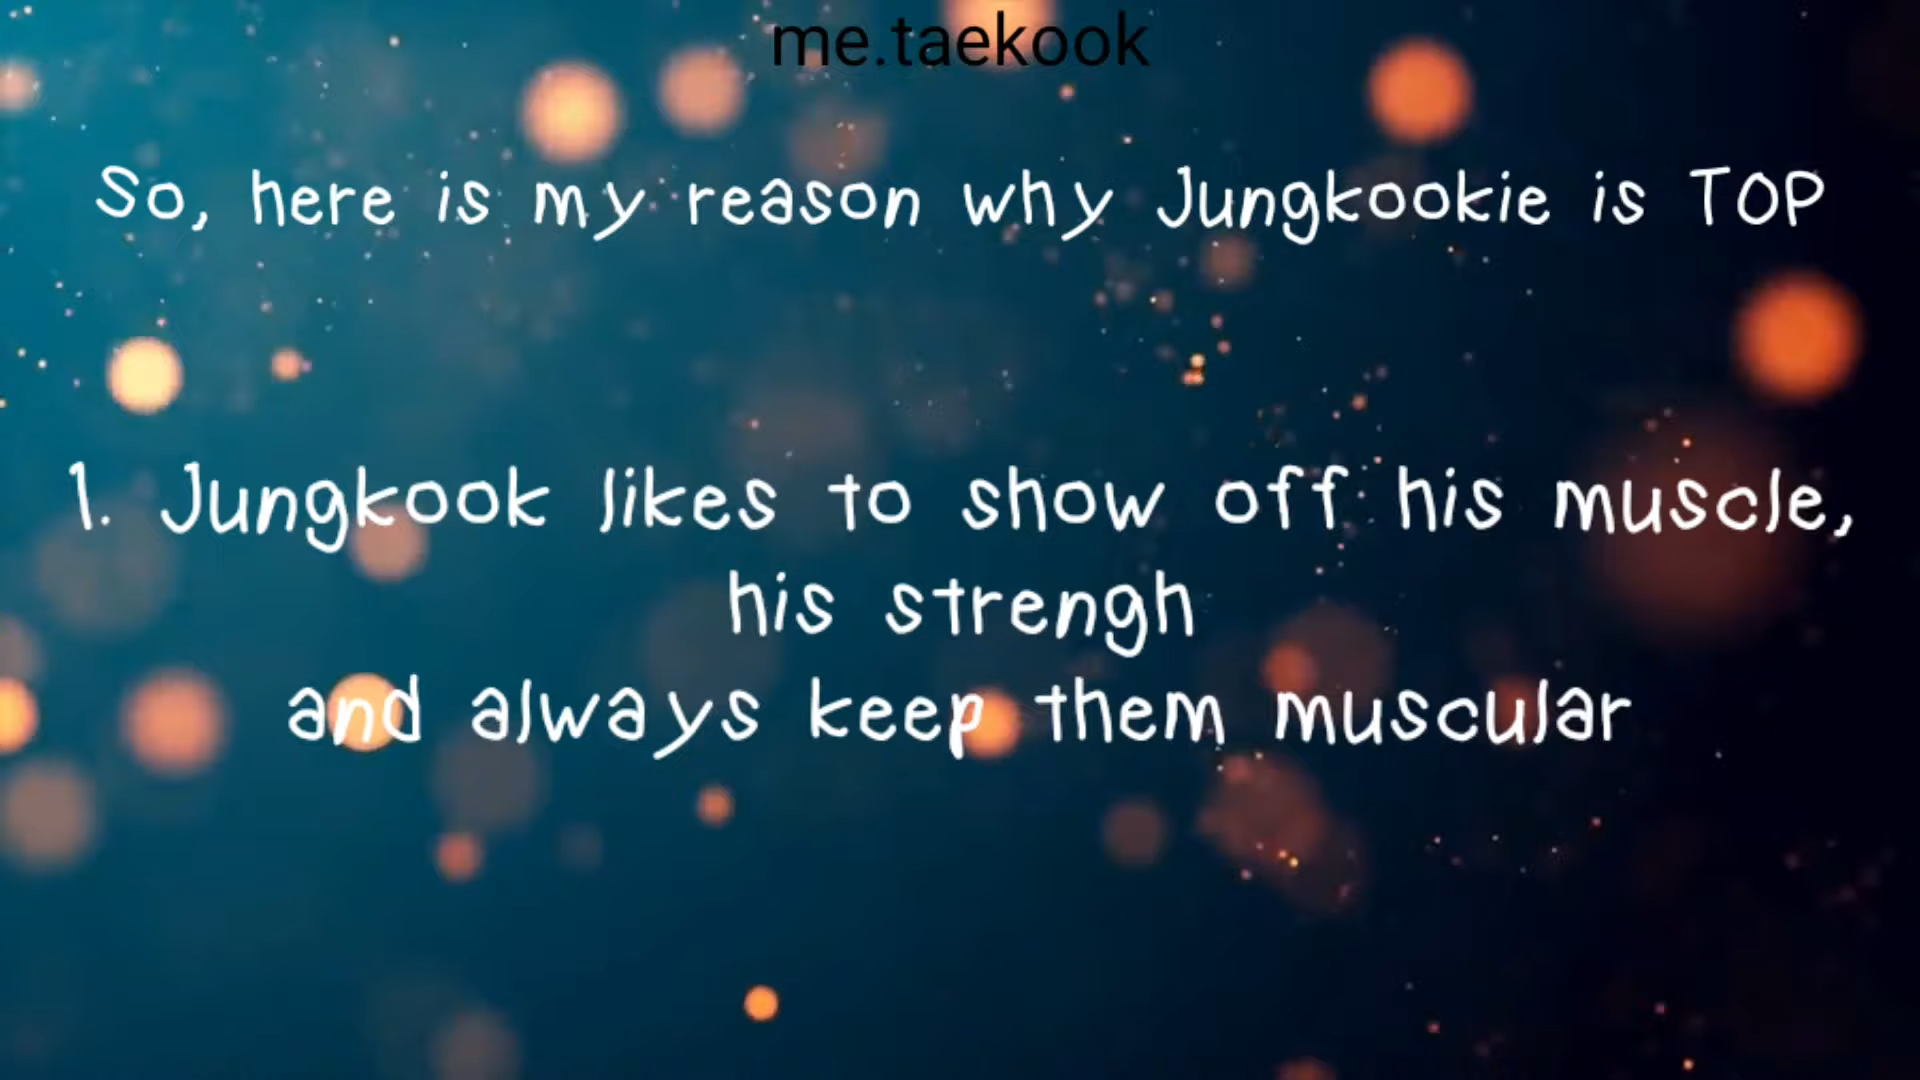 me.taekook
So, here is my reason why Jungkookie is TOP
1. Jungkook likes to show off his muscle,
his strengh
and always keep them muscular